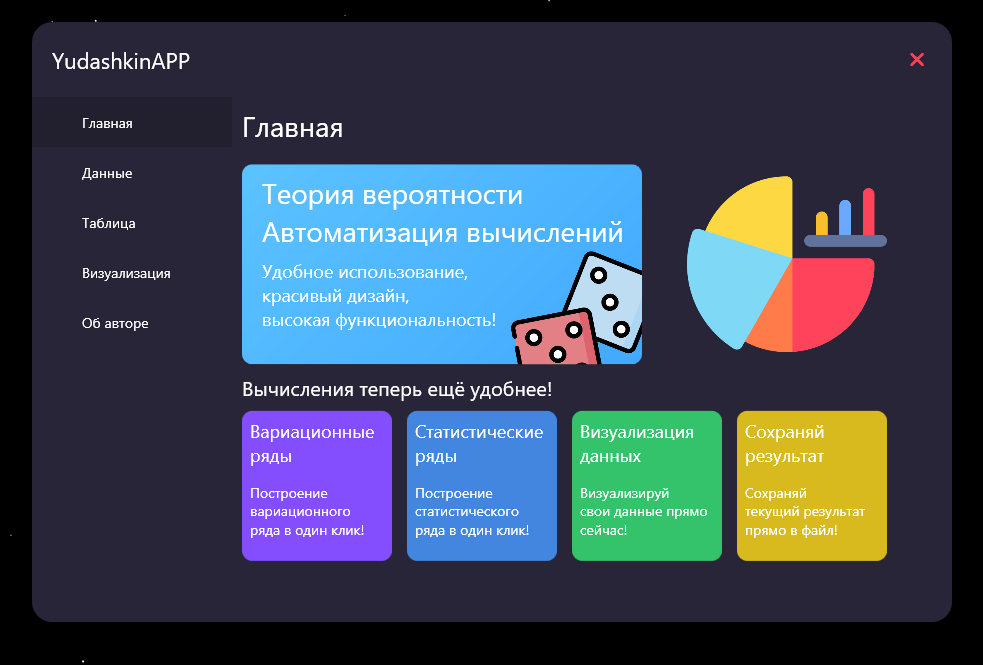 YudashkinAPP
Главная
Данные
Таблица
Визуализация
Об авторе
Главная
Теория вероятности
Автоматизация вычислений
Удобное использование,
красивый дизайн,
высокая функциональность!
Вычисления теперь ещё удобнее!
Вариационные
ряды
Построение
вариационного
ряда в один клик!
Статистические
ряды
Построение
статистического
ряда в один клик!
Визуализация
данных
Визуализируй
свои данные прямо
сейчас!
Сохраняй
результат
Сохраняй
текущий результат
прямо в файл!